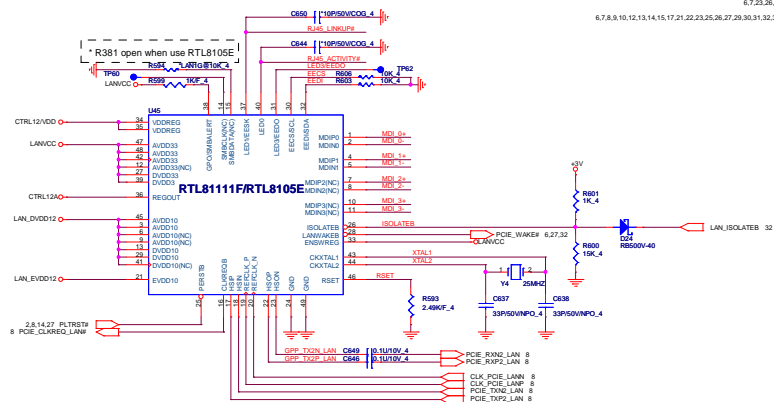 6,7,23,26,
6,7,8,9,10,12,13,14,15,17,21,22,23,25,26,27,29,30,31,32,3
C650 *10P/50V/COG_4
RJ45_LINKUP#
C644 *10P/50V/COG_4
RJ45_ACTIVITY#
* R381 open when use RTL8105E
R594
TP60
LANVCC R599 1K/F_4
LED3/EEDO TP62
EECS R606 10K_4
EEDI R603 10K_4
U45
38 14 15 37 40 31 30 32
GPO/SMBALERT
SMBCLK(NC)
SMBDATA(NC)
LED1/EESK
LED0
LED3/EEDO
EECS/SCL
EEDI/SDA
CTRL12/VDD 34 VDDREG
35 VDDREG
LANVCC 47 AVDD33
48 AVDD33
42 AVDD33
12 AVDD33(NC)
27 DVDD33
39 DVDD3
CTRL12A 36 REGOUT
LAN_DVDD12 45 AVDD10
3 AVDD10
6 AVDD10(NC)
9 AVDD10(NC)
13 DVDD10
29 DVDD10
41 DVDD10(NC)
LAN_EVDD12 21 EVDD10
RTL81111F/RTL8105E
MDIP0 1 MDI_0+
MDIN0 2 MDI_0-
MDIP1 4 MDI_1+
MDIN1 5 MDI_1-
MDIP2(NC) 7 MDI_2+
MDIN2(NC) 8 MDI_2-
MDIP3(NC) 10 MDI_3+
MDIN3(NC) 11 MDI_3-
ISOLATEB 26 ISOLATEB
LANWAKEB 28 PCIE_WAKE# 6,27,32
ENSWREG 33 LANVCC
CKXTAL1 43 XTAL1
CKXTAL2 44 XTAL2
RSET 46 RSET
+3V
R601
1K_4
R600
15K_4
D24
RB500V-40
LAN_ISOLATEB 32
1 2
Y4 25MHZ
C637
33P/50V/NPO_4
C638
33P/50V/NPO_4
R593
2.49K/F_4
PERSTB
CLKREQB
HSIP
HSIN
REFCLK_P
REFCLK_N
HSOP
HSON
GND
GND
25 16 17 18 19 20 22 23 24 49
2,8,14,27 PLTRST#
8 PCIE_CLKREQ_LAN#
GPP_TX2N_LAN C649 0.1U/10V_4 PCIE_RXN2_LAN 8
GPP_TX2P_LAN C646 0.1U/10V_4 PCIE_RXP2_LAN 8
CLK_PCIE_LANN 8
CLK_PCIE_LANP 8
PCIE_TXN2_LAN 8
PCIE_TXP2_LAN 8